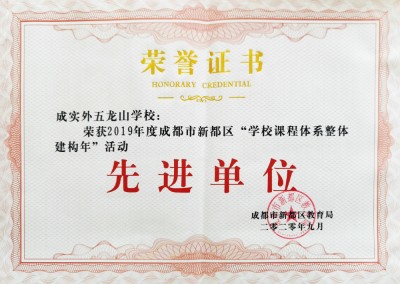 荣誉证书
HONORARY CREDENTIAL
成实外五龙山学校：
荣获2019年度成都市新都区“学校课程体系整体
建构年”活动
先进单位
成都市新都区教育局
二〇二〇年九月